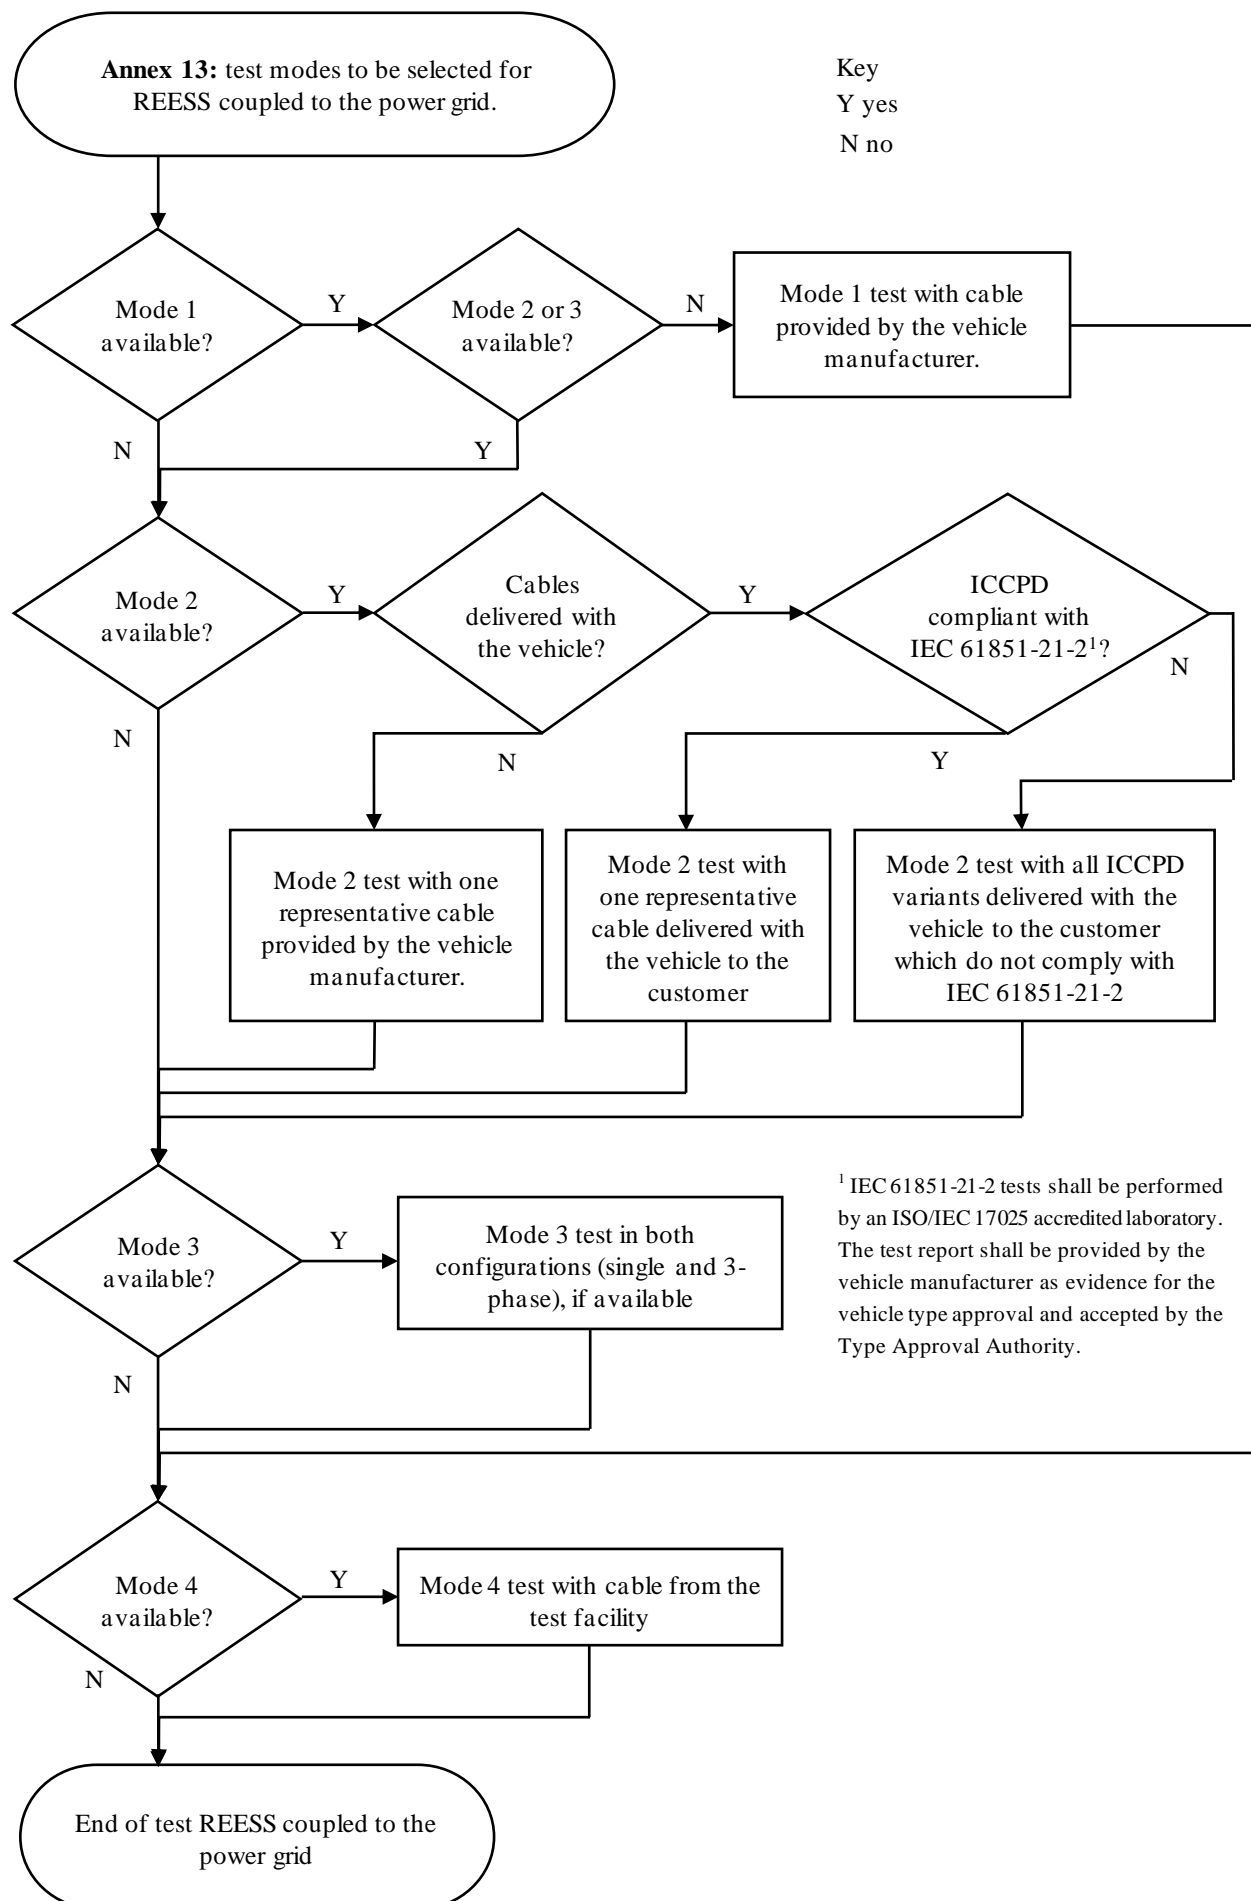 Annex 13: test modes to be selected for
REESS coupled to the power grid.
Key
Y yes
N no
Mode 1
available?
Y
Mode 2 or 3
available?
N
Mode 1 test with cable
provided by the vehicle
manufacturer.
N
Y
Mode 2
available?
Y
Cables
delivered with
the vehicle?
Y
ICCPD
compliant with
IEC 61851-21-2¹?
N
N
N
Y
Mode 2 test with one
representative cable
provided by the vehicle
manufacturer.
Mode 2 test with
one representative
cable delivered with
the vehicle to the
customer
Mode 2 test with all ICCPD
variants delivered with the
vehicle to the customer
which do not comply with
IEC 61851-21-2
Mode 3
available?
Y
Mode 3 test in both
configurations (single and 3-
phase), if available
N
¹ IEC 61851-21-2 tests shall be performed
by an ISO/IEC 17025 accredited laboratory.
The test report shall be provided by the
vehicle manufacturer as evidence for the
vehicle type approval and accepted by the
Type Approval Authority.
Mode 4
available?
Y
Mode 4 test with cable from the
test facility
N
End of test REESS coupled to the
power grid